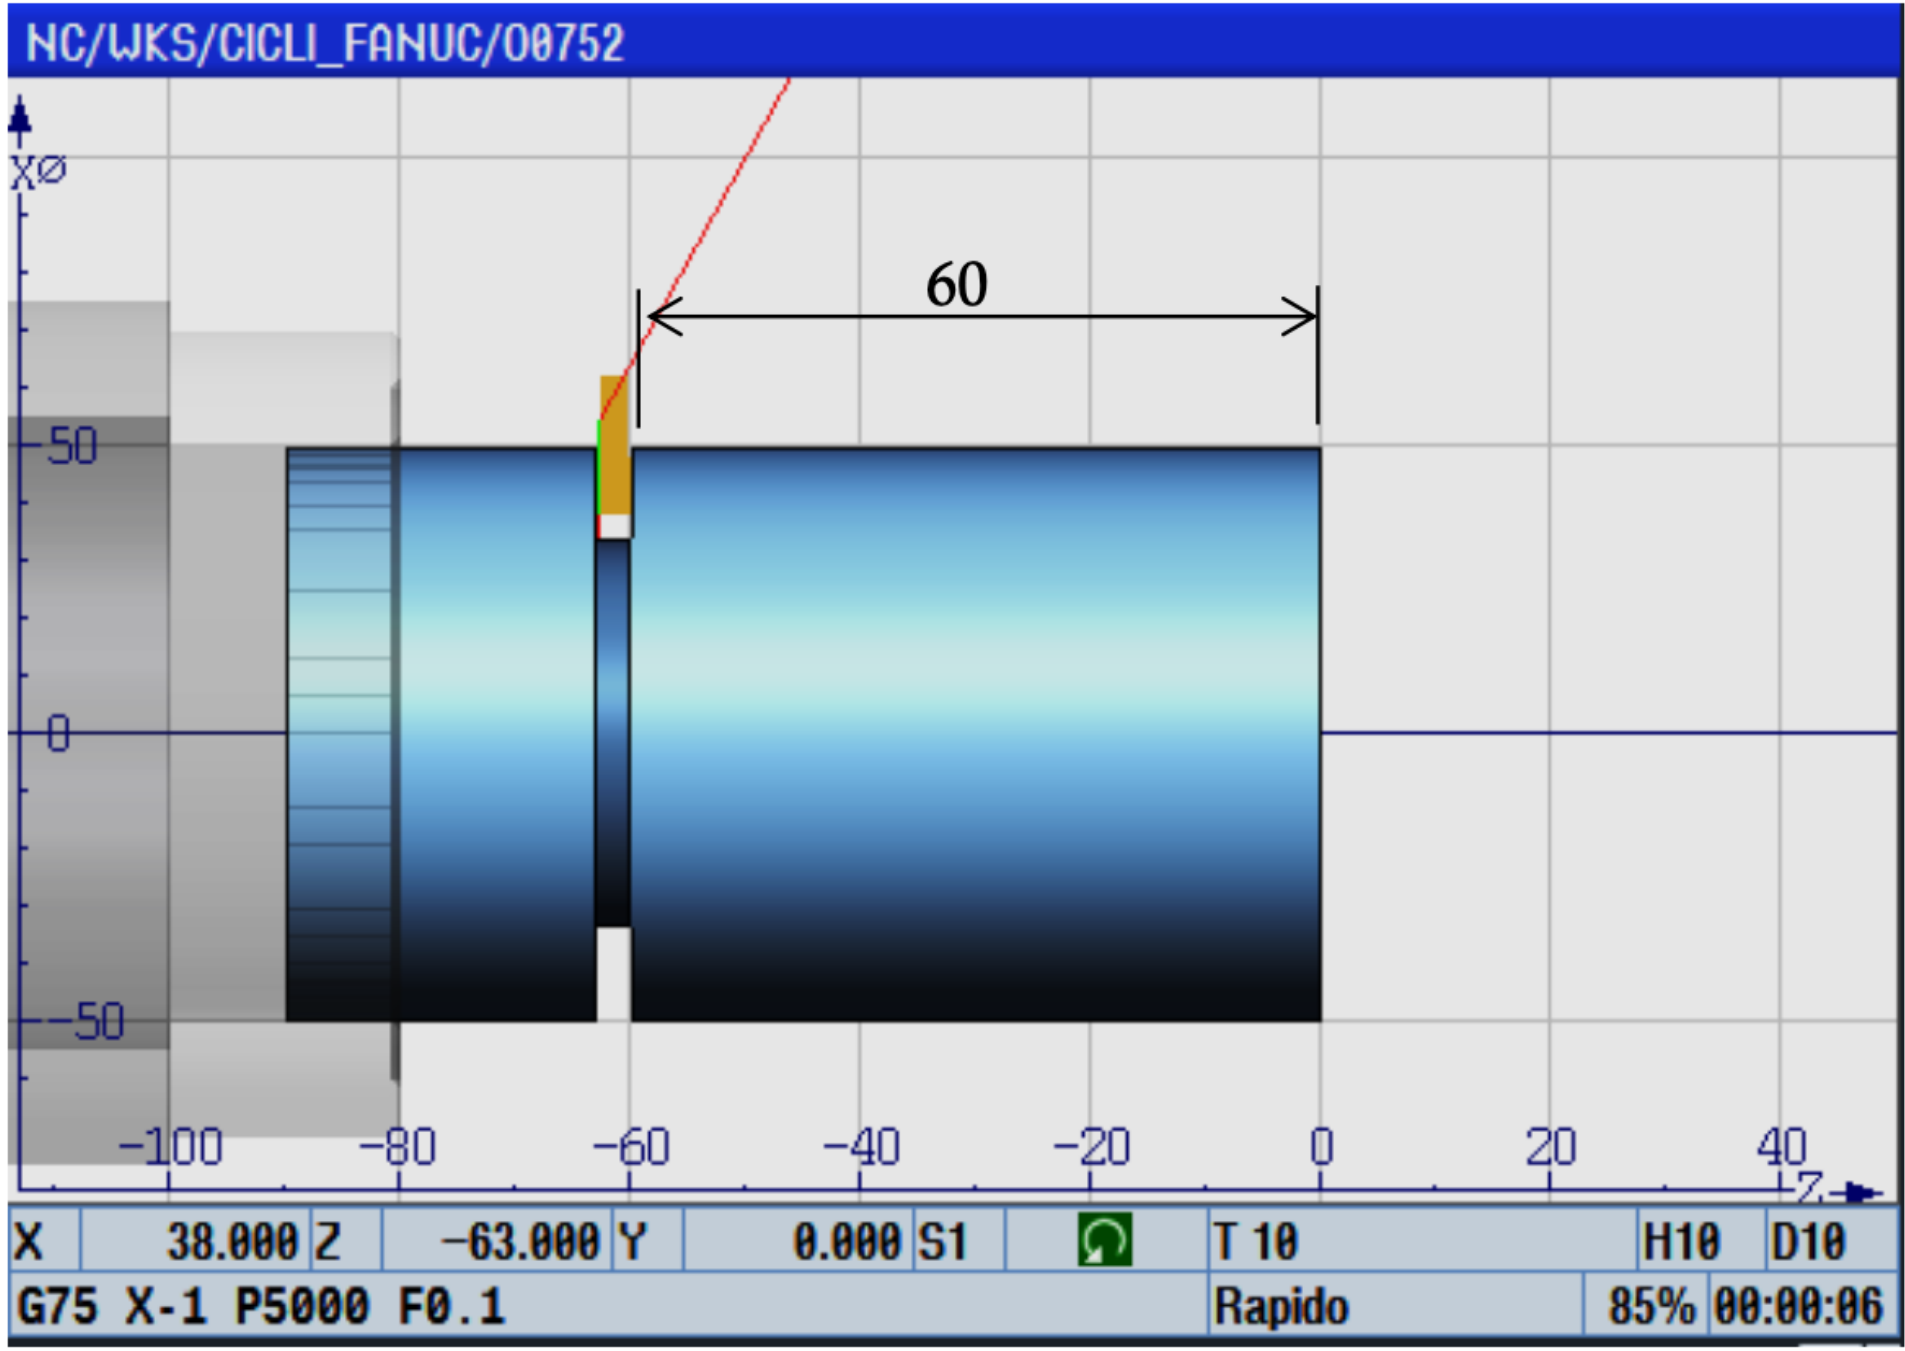 NC/WKS/CICLI_FANUC/O0752
XØ
60
50
0
-50
-100 -80 -60 -40 -20 0 20 40
Z
X 38.000 Z -63.000 Y 0.000 S1 T 10 H10 D10
G75 X-1 P5000 F0.1 Rapido 85% 00:00:06